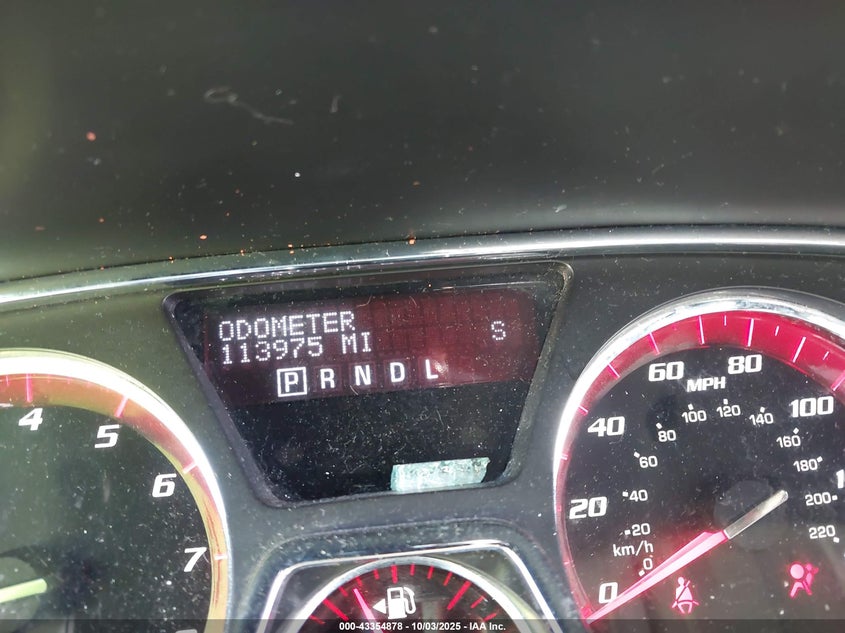 ODOMETER S
113975 MI
P R N D L
4 5 6 7
0 20 40 60 80 100
MPH
0 20 40 60 80 100 120 140 160 180 200 220
km/h
000-43354878 - 10/03/2025 - IAA Inc.